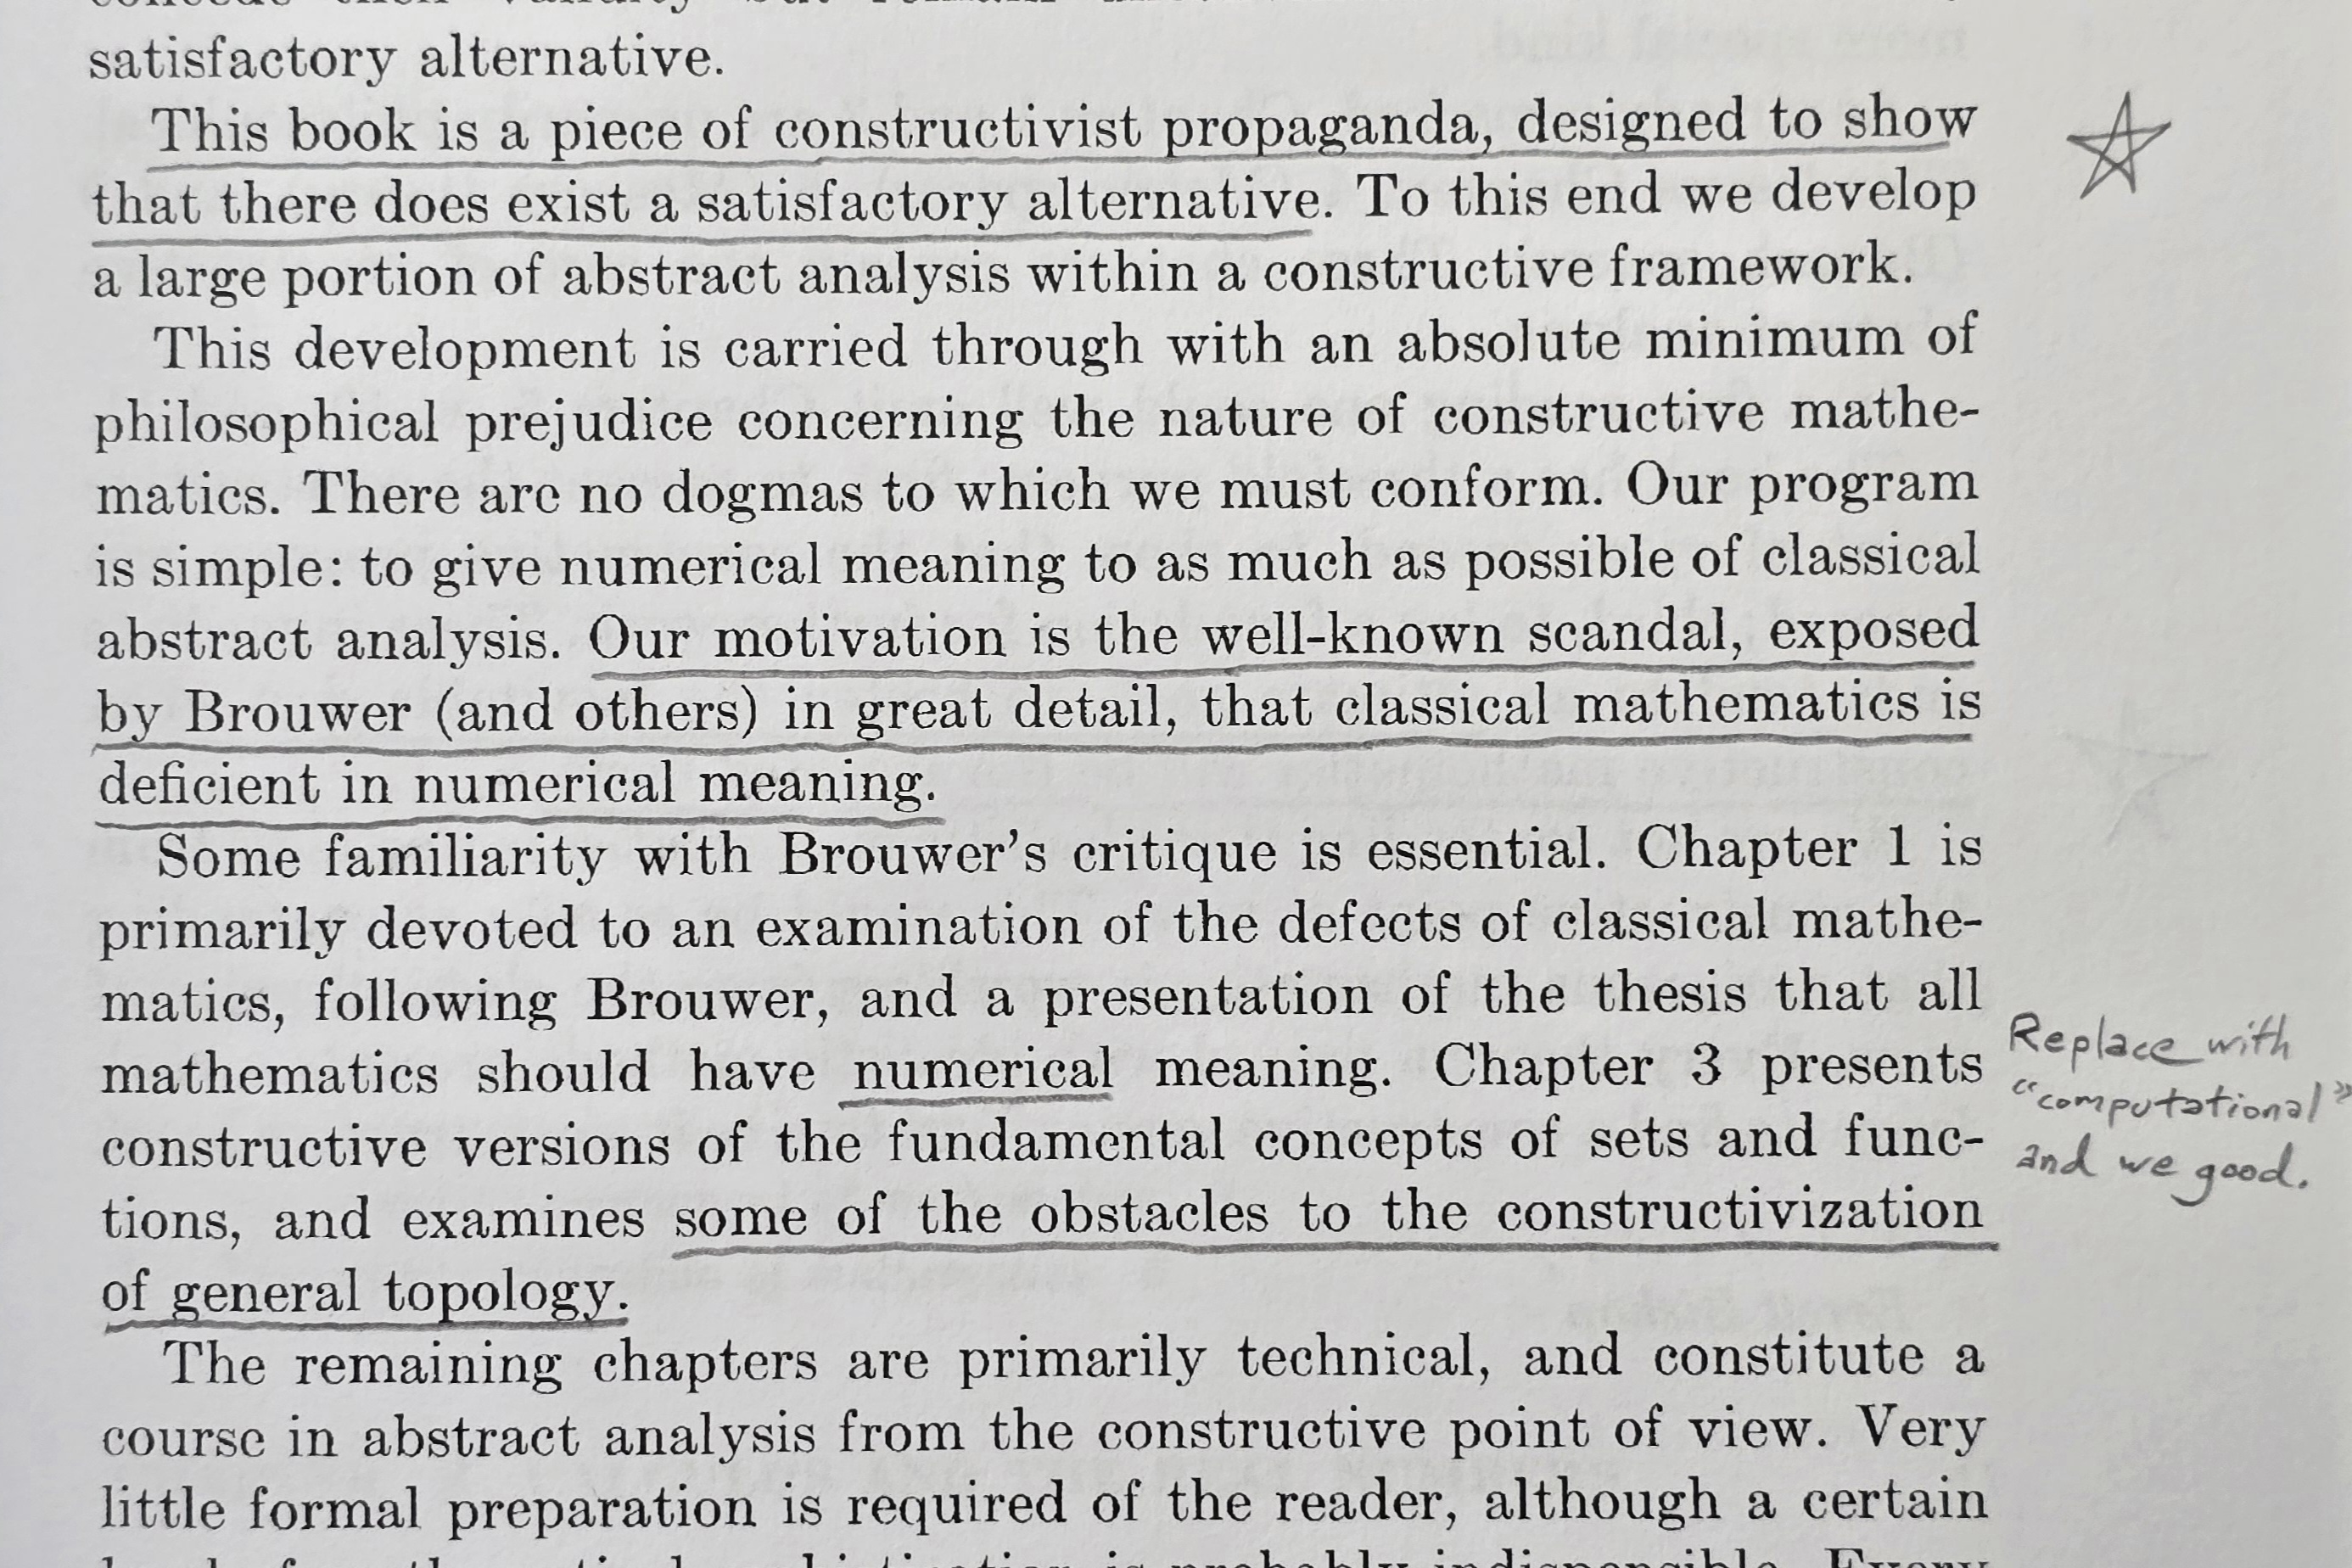 satisfactory alternative.
This book is a piece of constructivist propaganda, designed to show
that there does exist a satisfactory alternative. To this end we develop
a large portion of abstract analysis within a constructive framework.
This development is carried through with an absolute minimum of
philosophical prejudice concerning the nature of constructive mathe-
matics. There are no dogmas to which we must conform. Our program
is simple: to give numerical meaning to as much as possible of classical
abstract analysis. Our motivation is the well-known scandal, exposed
by Brouwer (and others) in great detail, that classical mathematics is
deficient in numerical meaning.
Some familiarity with Brouwer's critique is essential. Chapter 1 is
primarily devoted to an examination of the defects of classical mathe-
matics, following Brouwer, and a presentation of the thesis that all
mathematics should have numerical meaning. Chapter 3 presents
constructive versions of the fundamental concepts of sets and func-
tions, and examines some of the obstacles to the constructivization
of general topology.
The remaining chapters are primarily technical, and constitute a
course in abstract analysis from the constructive point of view. Very
little formal preparation is required of the reader, although a certain
Replace with
"computational"
and we good.